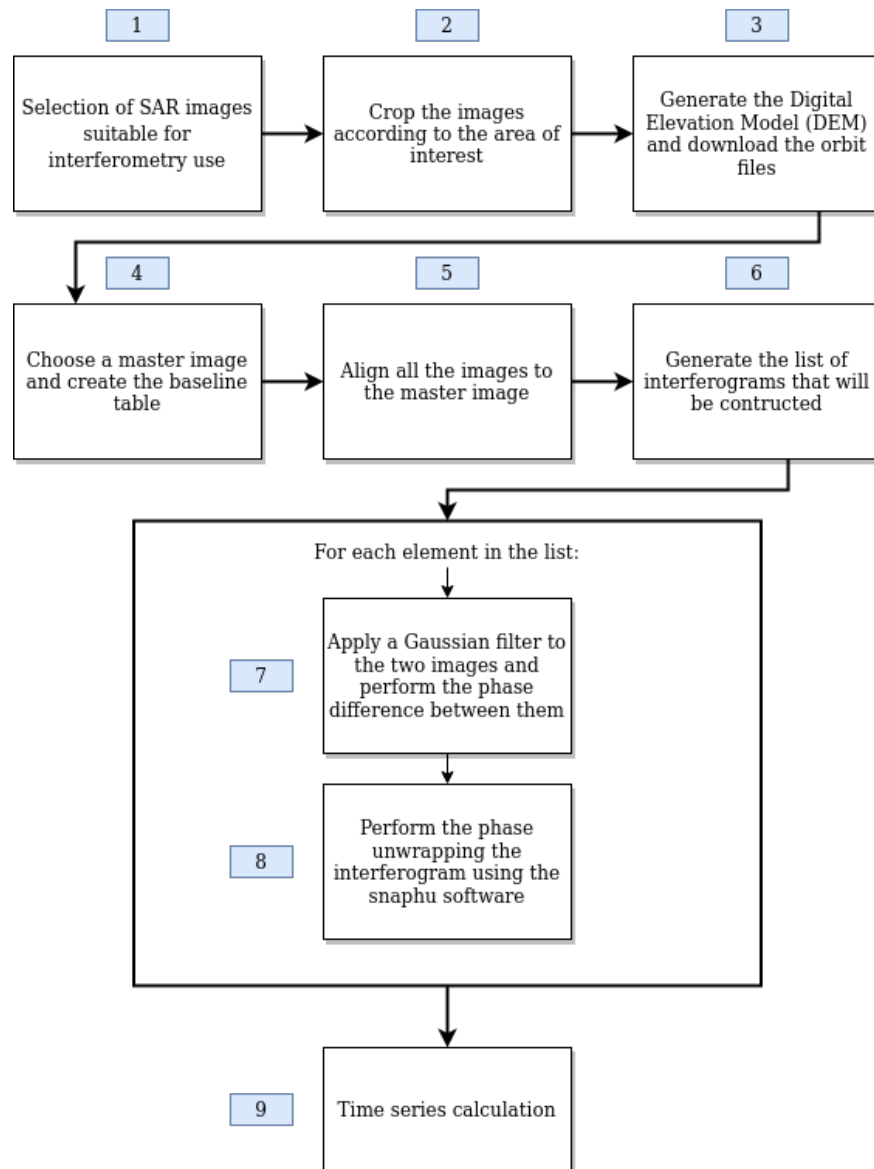 1
Selection of SAR images
suitable for
interferometry use
2
Crop the images
according to the area of
interest
3
Generate the Digital
Elevation Model (DEM)
and download the orbit
files
4
Choose a master image
and create the baseline
table
5
Align all the images to
the master image
6
Generate the list of
interferograms that will
be contructed
For each element in the list:
7
Apply a Gaussian filter to
the two images and
perform the phase
difference between them
8
Perform the phase
unwrapping the
interferogram using the
snaphu software
9
Time series calculation